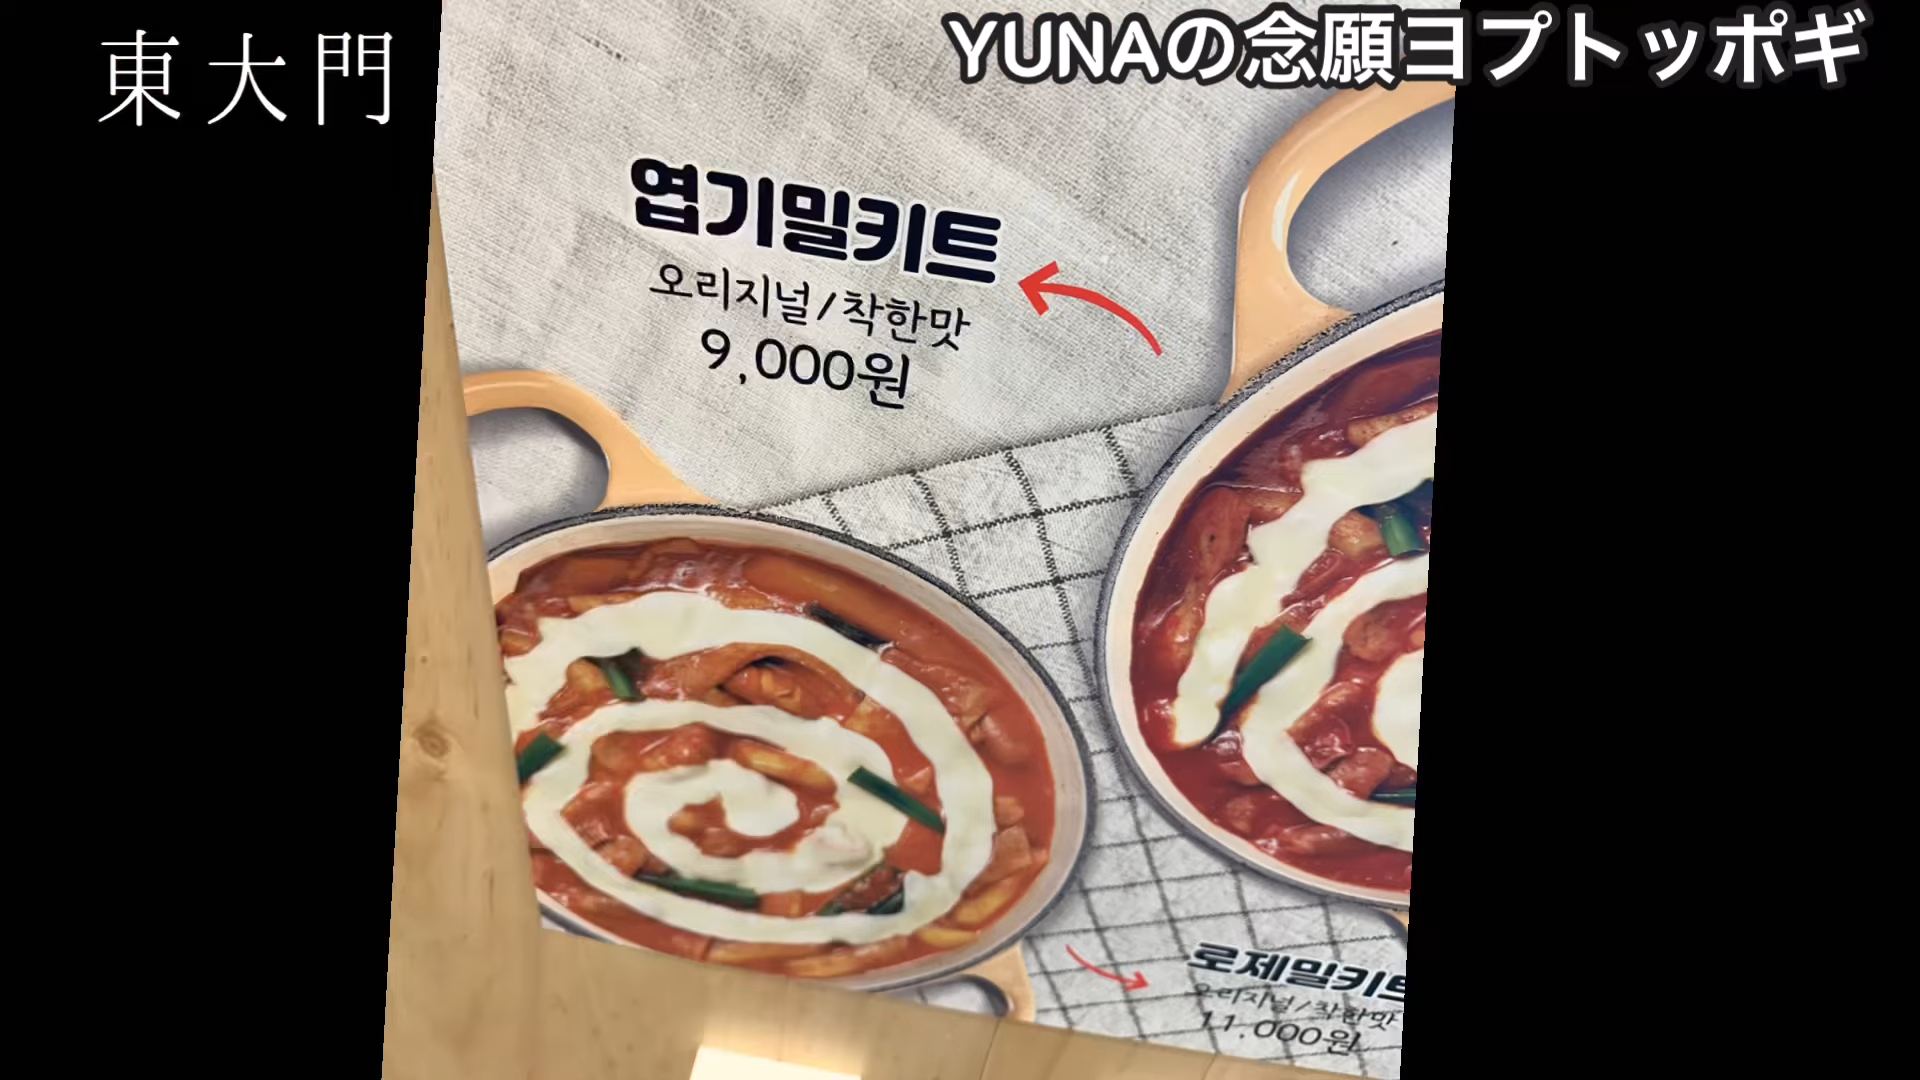 東大門
YUNAの念願ヨプトッポギ
엽기밀키트
오리지널/착한맛
9,000원
로제밀키트
오리지널/착한맛
11,000원